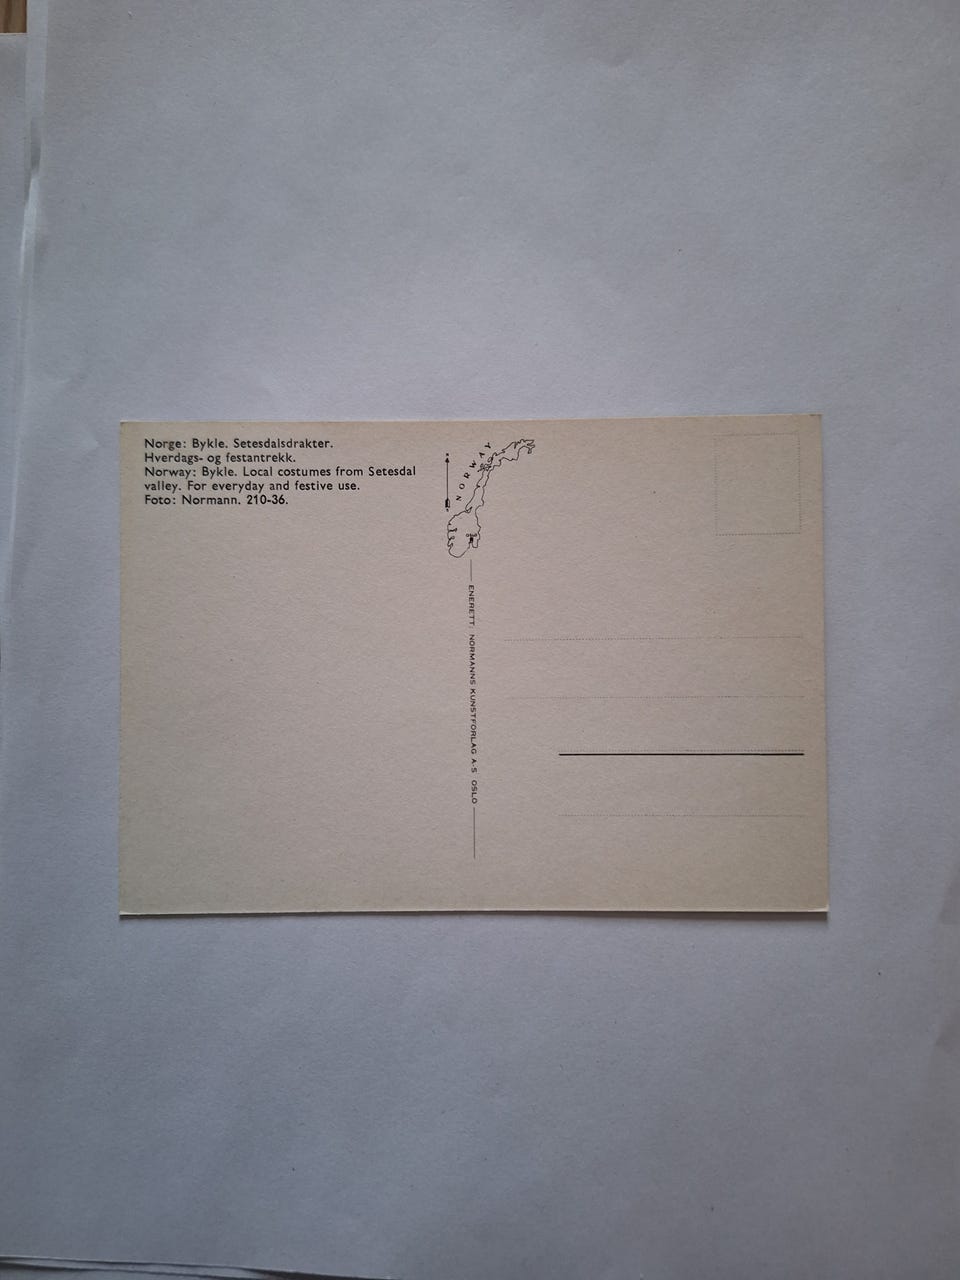 Norge: Bykle. Setesdalsdrakter.
Hverdags- og festantrekk.
Norway: Bykle. Local costumes from Setesdal
valley. For everyday and festive use.
Foto: Normann. 210-36.
NORWAY
ENERETT: NORMANNS KUNSTFORLAG A-S OSLO